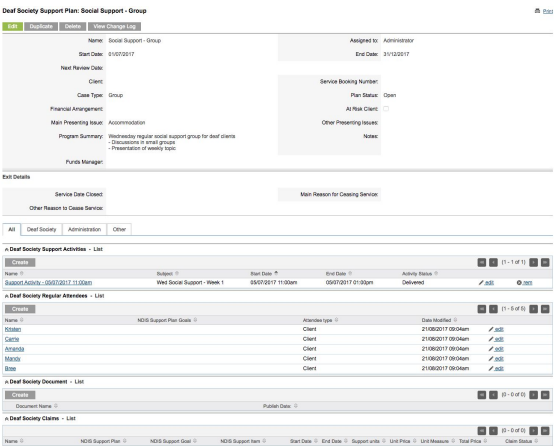 Deaf Society Support Plan: Social Support - Group
Print
Edit Duplicate Delete View Change Log
Name: Social Support - Group Assigned to: Administrator
Start Date: 01/07/2017 End Date: 31/12/2017
Next Review Date:
Client: Service Booking Number:
Case Type: Group Plan Status: Open
Financial Arrangement: At Risk Client:
Main Presenting Issue: Accommodation Other Presenting Issues:
Program Summary: Wednesday regular social support group for deaf clients Notes:
- Discussions in small groups
- Presentation of weekly topic
Funds Manager:
Exit Details
Service Date Closed: Main Reason for Ceasing Service:
Other Reason to Cease Service:
All Deaf Society Administration Other
Deaf Society Support Activities - List
Create (1 - 1 of 1)
Name Subject Start Date End Date Activity Status
Support Activity - 05/07/2017 11:00am Wed Social Support - Week 1 05/07/2017 11:00am 05/07/2017 01:00pm Delivered edit rem
Deaf Society Regular Attendees - List
Create (1 - 5 of 5)
Name NDIS Support Plan Goals Attendee type Date Modified
Kristen Client 21/08/2017 09:04am edit
Carrie Client 21/08/2017 09:04am edit
Amanda Client 21/08/2017 09:04am edit
Mandy Client 21/08/2017 09:04am edit
Bree Client 21/08/2017 09:04am edit
Deaf Society Document - List
Create (0 - 0 of 0)
Document Name Publish Date:
Deaf Society Claims - List
(0 - 0 of 0)
Name NDIS Support Plan NDIS Support Goal NDIS Support Item Start Date End Date Support units Unit Price Unit Measure Total Price Claim Status